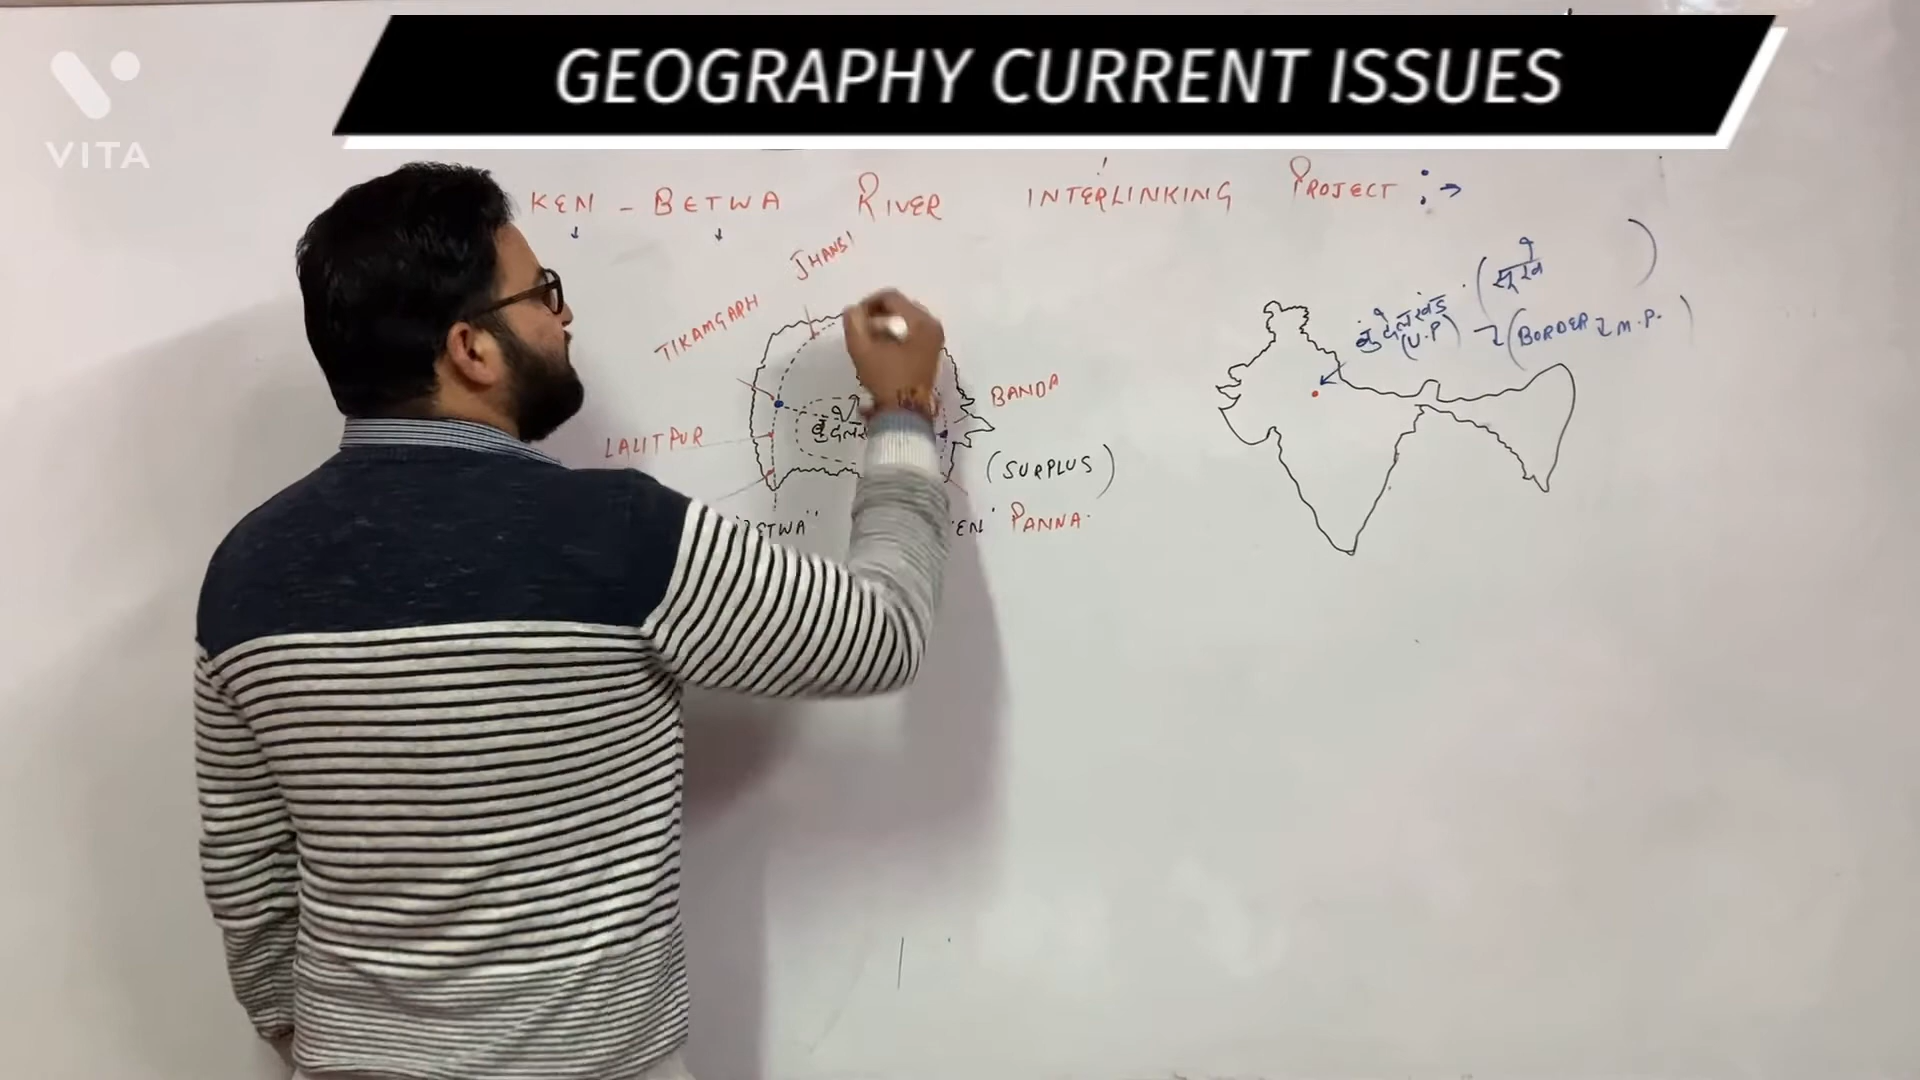 GEOGRAPHY CURRENT ISSUES
VITA
KEN - BETWA RIVER INTERLINKING PROJECT :→
JHANSI
TIKAMGARH
LALITPUR
BANDA
(SURPLUS)
PANNA.
बुंदेलखंड
(U.P)
(BORDER M.P.)